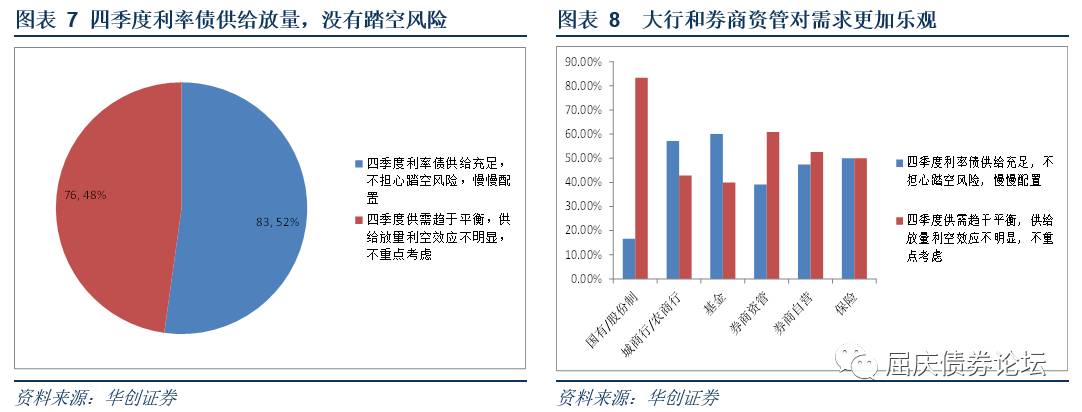 图表 7 四季度利率债供给放量，没有踏空风险
76, 48%
83, 52%
四季度利率债供给充足，
不担心踏空风险，慢慢配
置
四季度供需趋于平衡，供
给放量利空效应不明显，
不重点考虑
资料来源：华创证券
图表 8 大行和券商资管对需求更加乐观
90.00%
80.00%
70.00%
60.00%
50.00%
40.00%
30.00%
20.00%
10.00%
0.00%
国有/股份制
城商行/农商行
基金
券商资管
券商自营
保险
四季度利率债供给充足，不
担心踏空风险，慢慢配置
四季度供需趋于平衡，供给
放量利空效应不明显，不重
点考虑
屈庆债券论坛
资料来源：华创证券